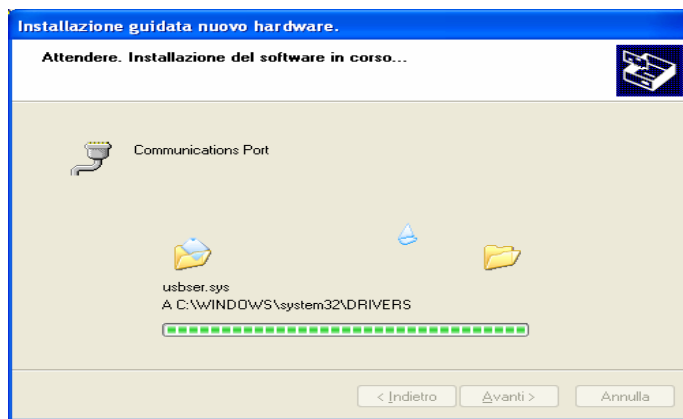 Installazione guidata nuovo hardware.
Attendere. Installazione del software in corso...
Communications Port
usbser.sys
A C:\WINDOWS\system32\DRIVERS
< Indietro
Avanti >
Annulla